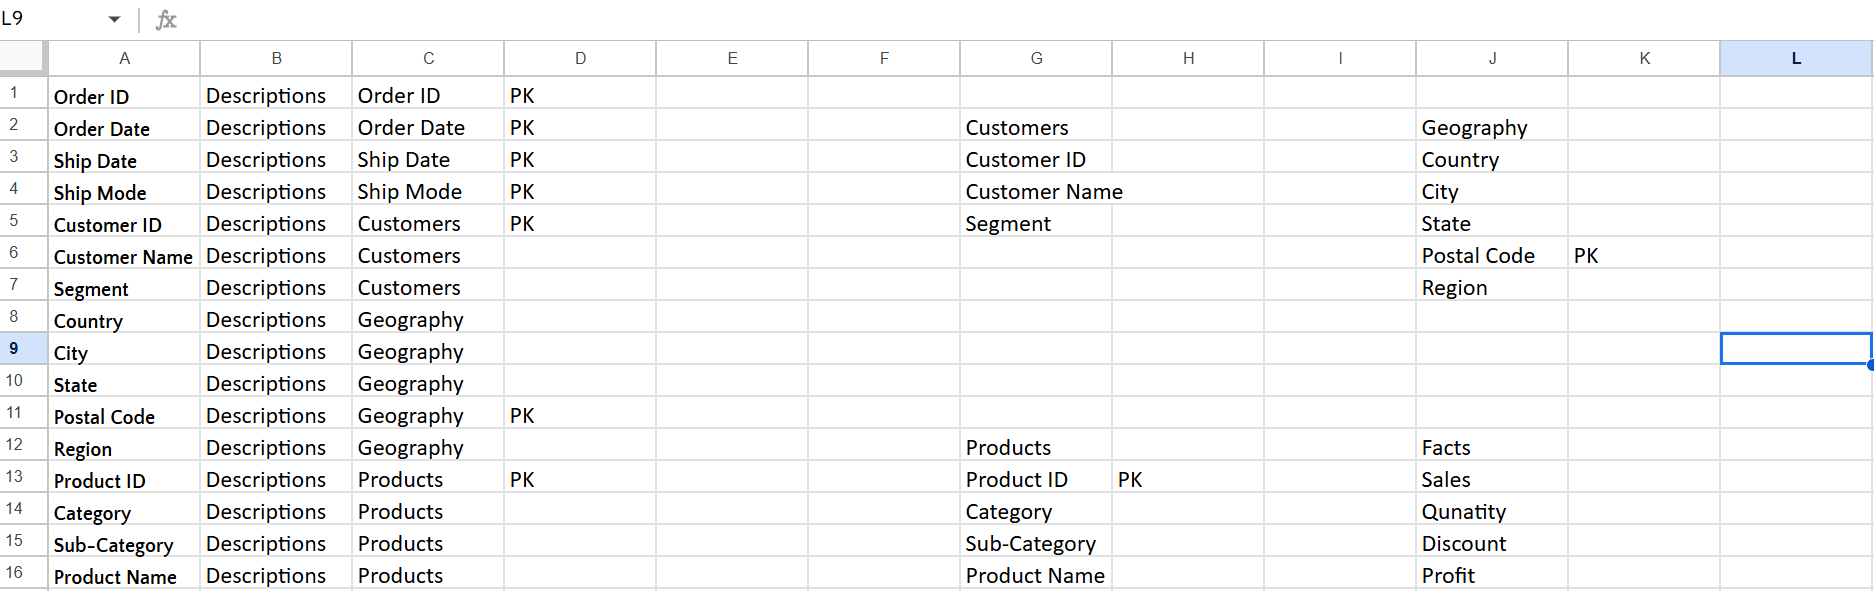 L9 fx
A B C D E F G H I J K L
1 Order ID Descriptions Order ID PK
2 Order Date Descriptions Order Date PK Customers Geography
3 Ship Date Descriptions Ship Date PK Customer ID Country
4 Ship Mode Descriptions Ship Mode PK Customer Name City
5 Customer ID Descriptions Customers PK Segment State
6 Customer Name Descriptions Customers Postal Code PK
7 Segment Descriptions Customers Region
8 Country Descriptions Geography
9 City Descriptions Geography
10 State Descriptions Geography
11 Postal Code Descriptions Geography PK
12 Region Descriptions Geography Products Facts
13 Product ID Descriptions Products PK Product ID PK Sales
14 Category Descriptions Products Category Qunatity
15 Sub-Category Descriptions Products Sub-Category Discount
16 Product Name Descriptions Products Product Name Profit